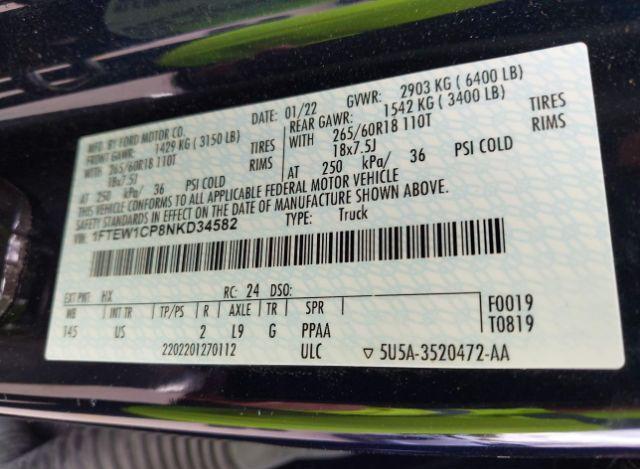 MFD. BY FORD MOTOR CO.
DATE: 01/22 GVWR: 2903 KG ( 6400 LB)
FRONT GAWR: 1429 KG ( 3150 LB) REAR GAWR: 1542 KG ( 3400 LB)
WITH 265/60R18 110T TIRES WITH 265/60R18 110T TIRES
18x7.5J RIMS 18x7.5J RIMS
AT 250 kPa/ 36 PSI COLD AT 250 kPa/ 36 PSI COLD
THIS VEHICLE CONFORMS TO ALL APPLICABLE FEDERAL MOTOR VEHICLE
SAFETY STANDARDS IN EFFECT ON THE DATE OF MANUFACTURE SHOWN ABOVE.
VIN: 1FTEW1CP8NKD34582 TYPE: Truck
EXT PNT: HX RC: 24 DSO:
WB INT TR TP/PS R AXLE TR SPR F0019
145 US 2 L9 G PPAA T0819
2202201270112 ULC ▽ 5U5A-3520472-AA